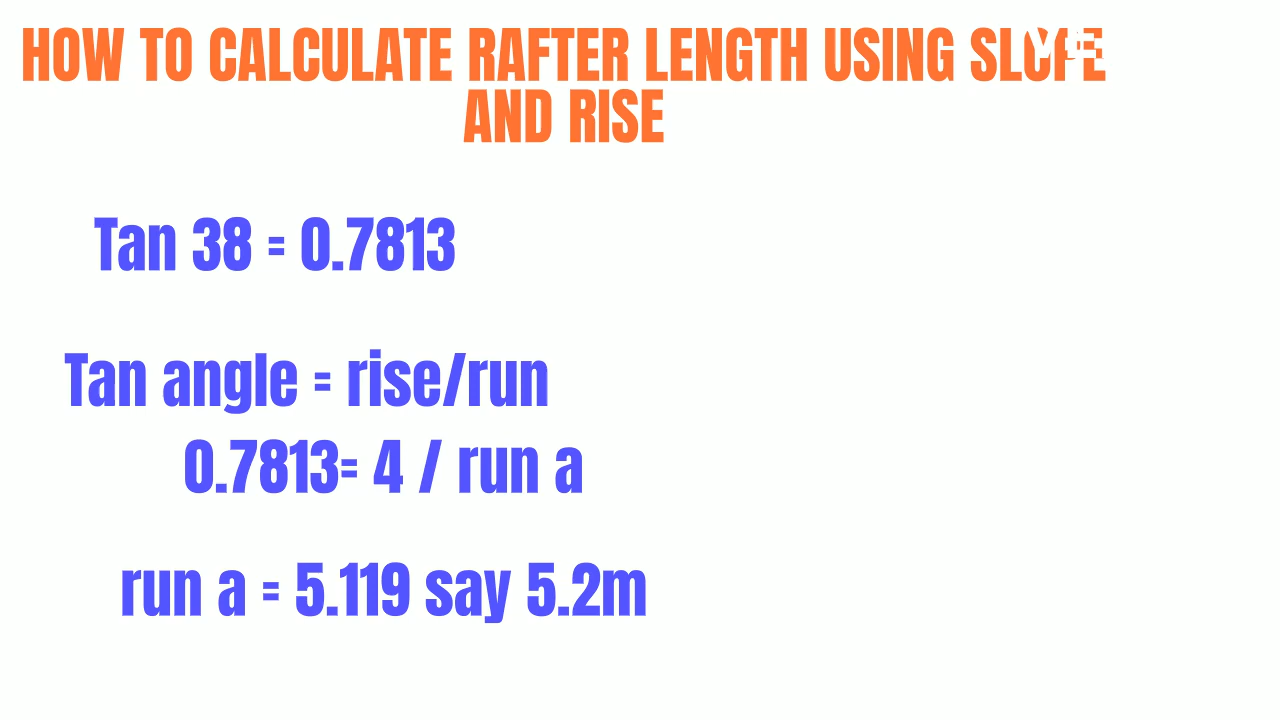 HOW TO CALCULATE RAFTER LENGTH USING SLOPE
AND RISE
Tan 38 = 0.7813
Tan angle = rise/run
0.7813= 4 / run a
run a = 5.119 say 5.2m